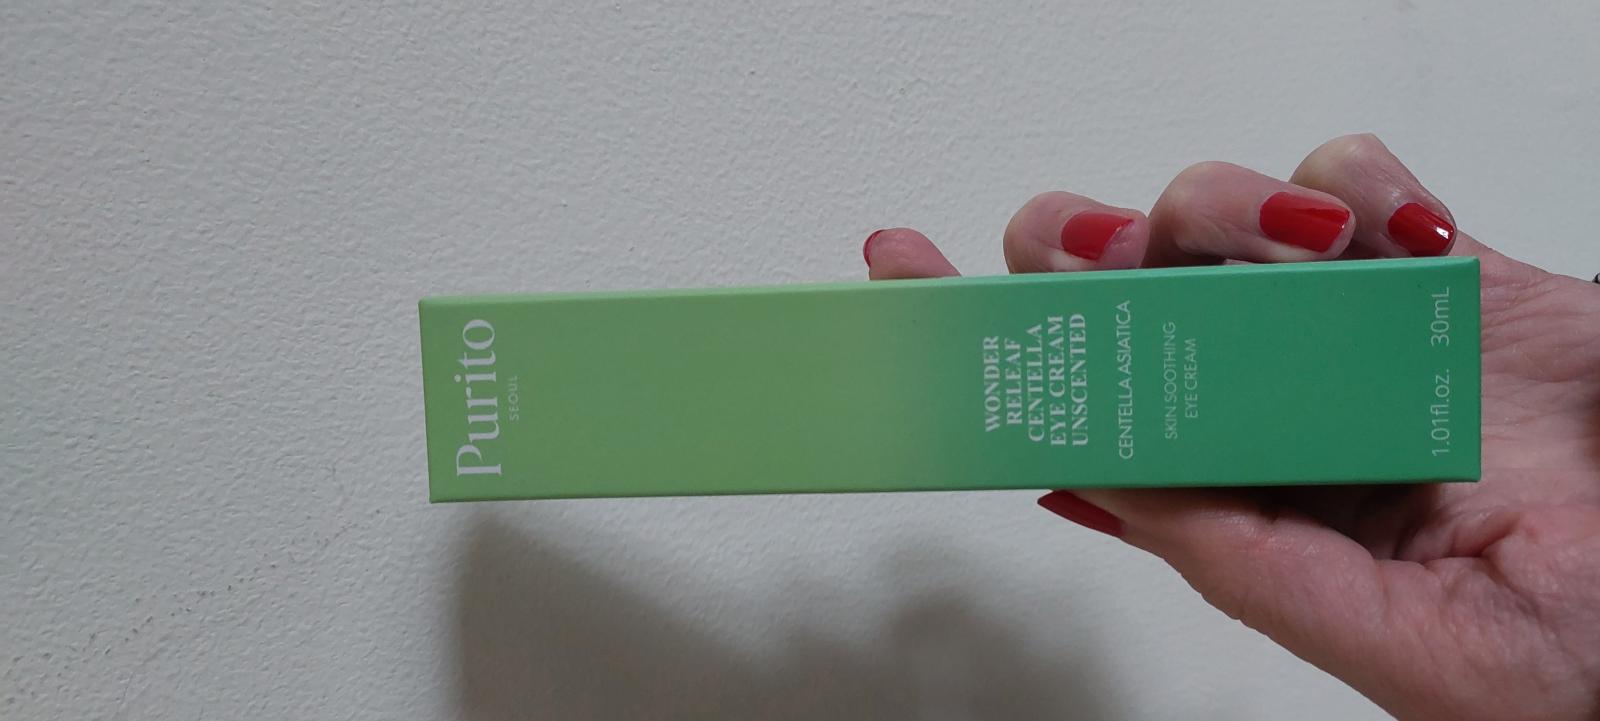 Purito
SEOUL
WONDER
RELEAF
CENTELLA
EYE CREAM
UNSCENTED
CENTELLA ASIATICA
SKIN SOOTHING
EYE CREAM
1.01fl.oz. 30mL